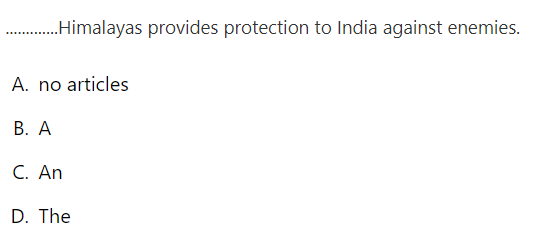 .............Himalayas provides protection to India against enemies.
A. no articles
B. A
C. An
D. The